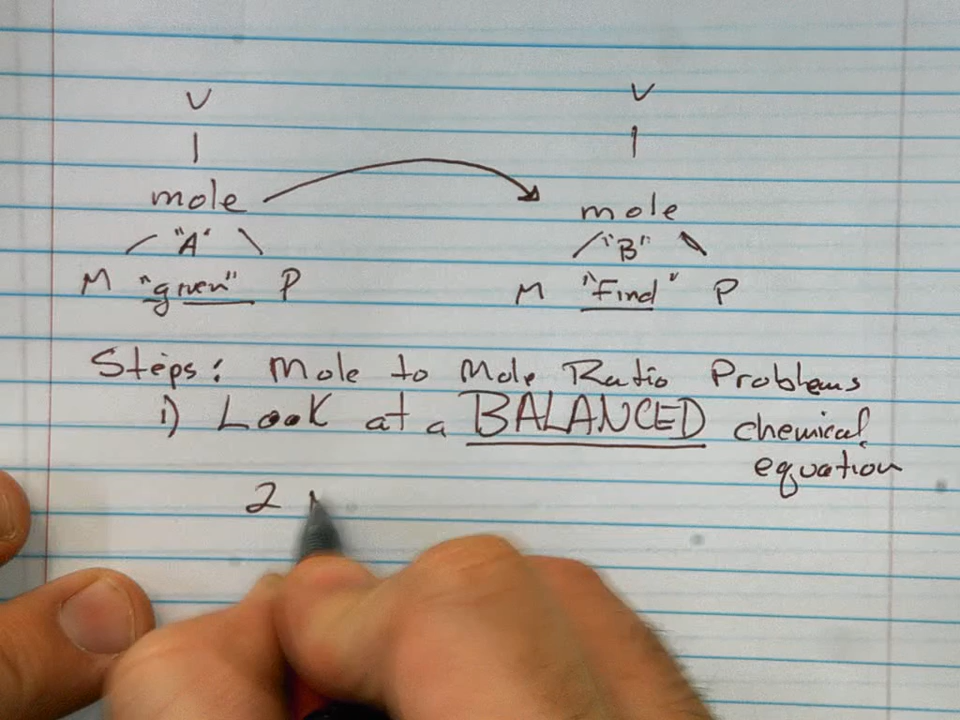 V V
| |
mole mole
"A" "B"
M "given" P M "Find" P
Steps: Mole to Mole Ratio Problems
1) Look at a BALANCED chemical
equation
2